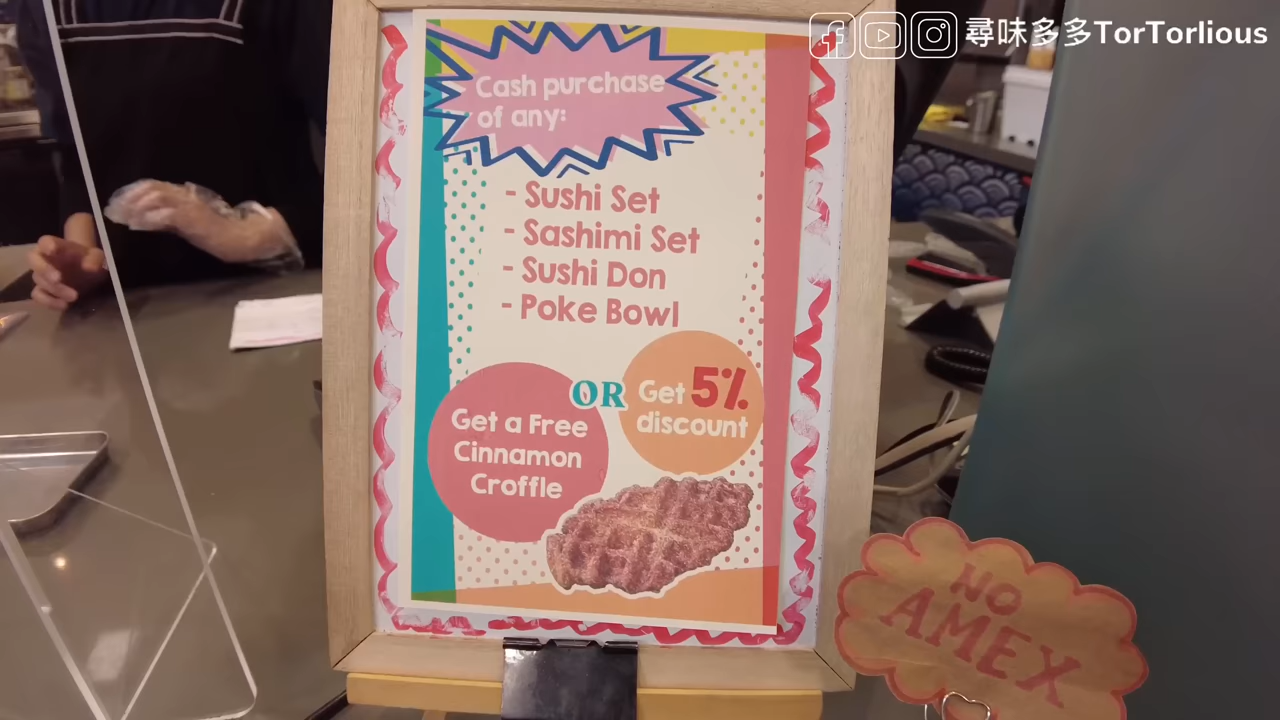 尋味多多TorTorlious
Cash purchase
of any:
- Sushi Set
- Sashimi Set
- Sushi Don
- Poke Bowl
OR
Get 5%
discount
Get a Free
Cinnamon
Croffle
NO
AMEX